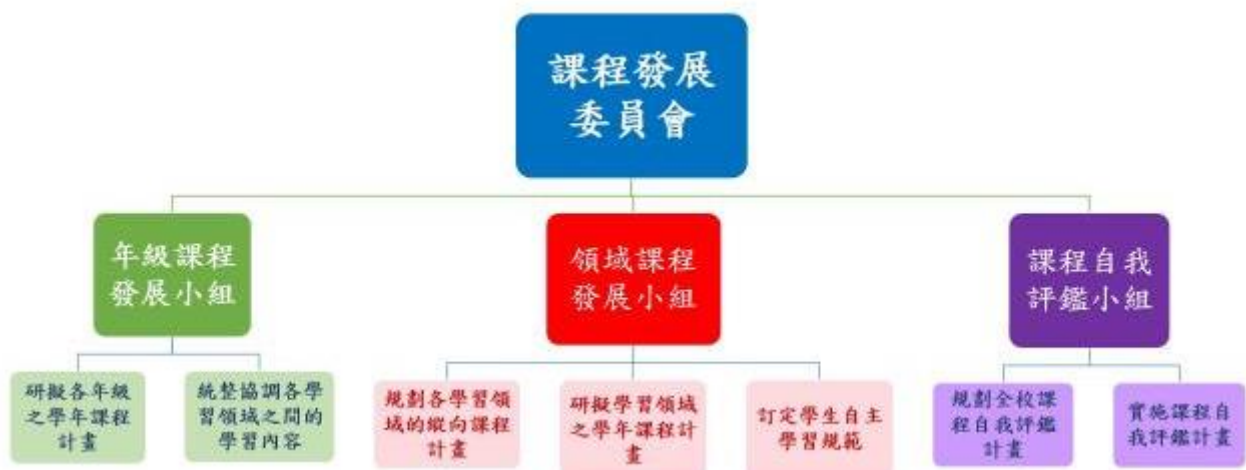 課程發展
委員會
年級課程
發展小組
領域課程
發展小組
課程自我
評鑑小組
研擬各年級
之學年課程
計畫
統整協調各學
習領域之間的
學習內容
規劃各學習領
域的縱向課程
計畫
研擬學習領域
之學年課程計
畫
訂定學生自主
學習規範
規劃全校課
程自我評鑑
計畫
實施課程自
我評鑑計畫